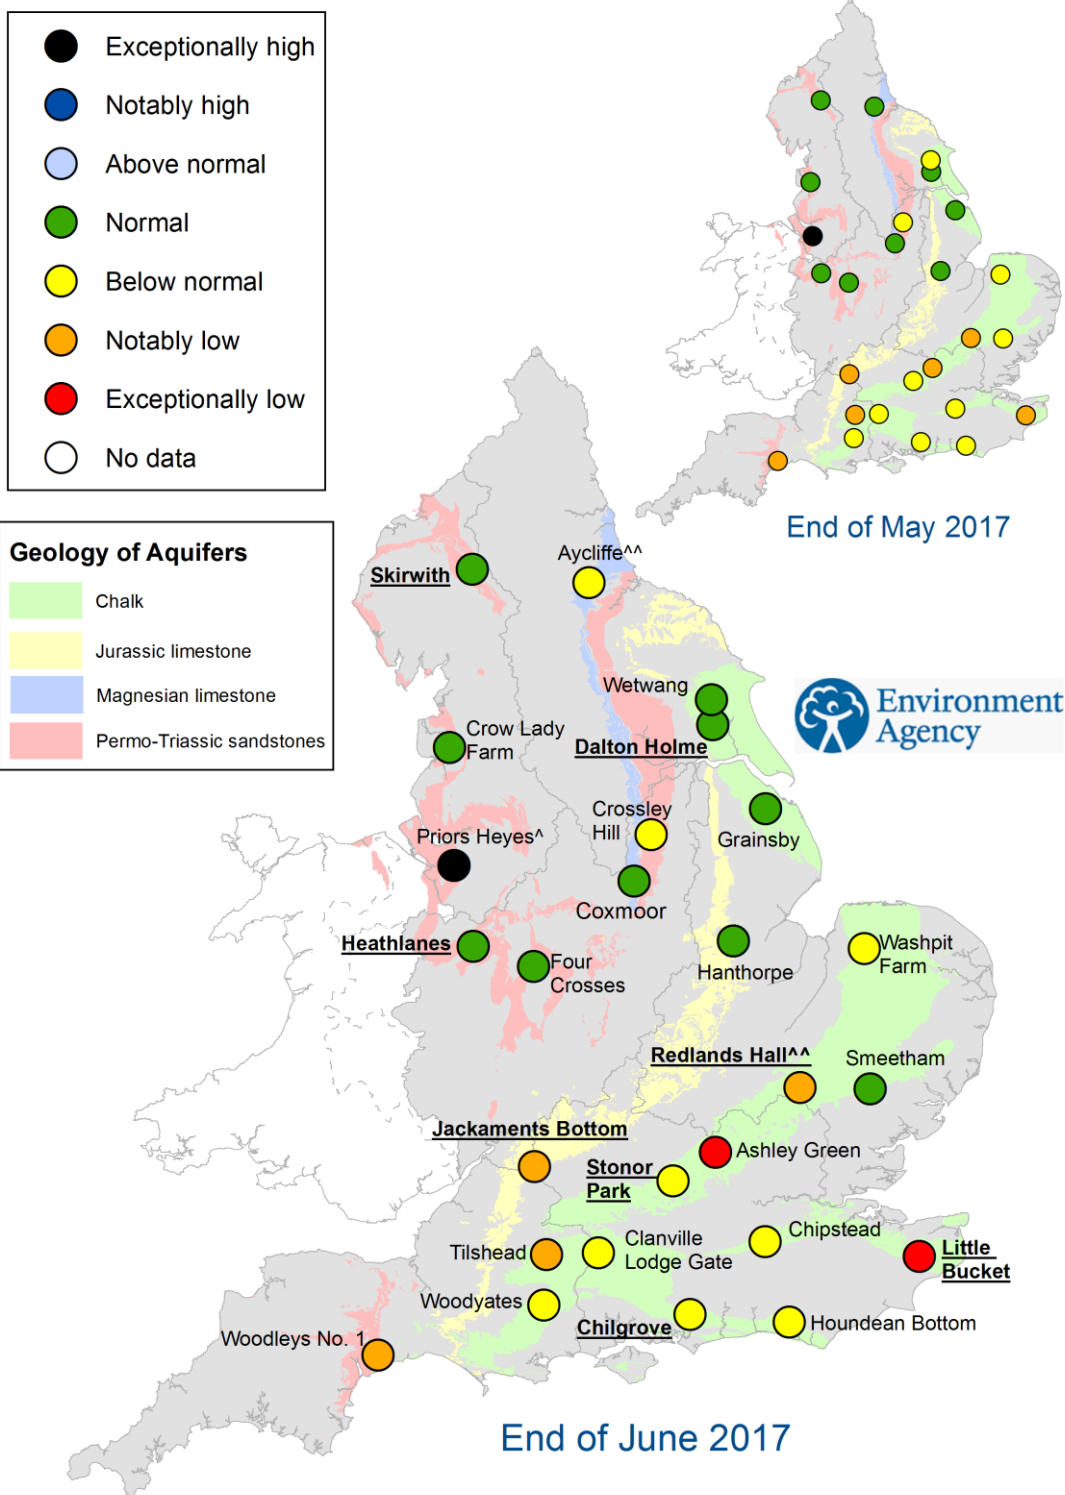 Exceptionally high
Notably high
Above normal
Normal
Below normal
Notably low
Exceptionally low
No data
End of May 2017
Geology of Aquifers
Chalk
Jurassic limestone
Magnesian limestone
Permo-Triassic sandstones
Aycliffe^^
Skirwith
Wetwang
Dalton Holme
Environment
Agency
Crow Lady
Farm
Crossley
Hill
Grainsby
Priors Heyes^
Coxmoor
Heathlanes
Four
Crosses
Hanthorpe
Washpit
Farm
Redlands Hall^^
Smeetham
Jackaments Bottom
Ashley Green
Stonor
Park
Chipstead
Clanville
Lodge Gate
Tilshead
Little
Bucket
Woodyates
Chilgrove
Houndean Bottom
Woodleys No. 1
End of June 2017